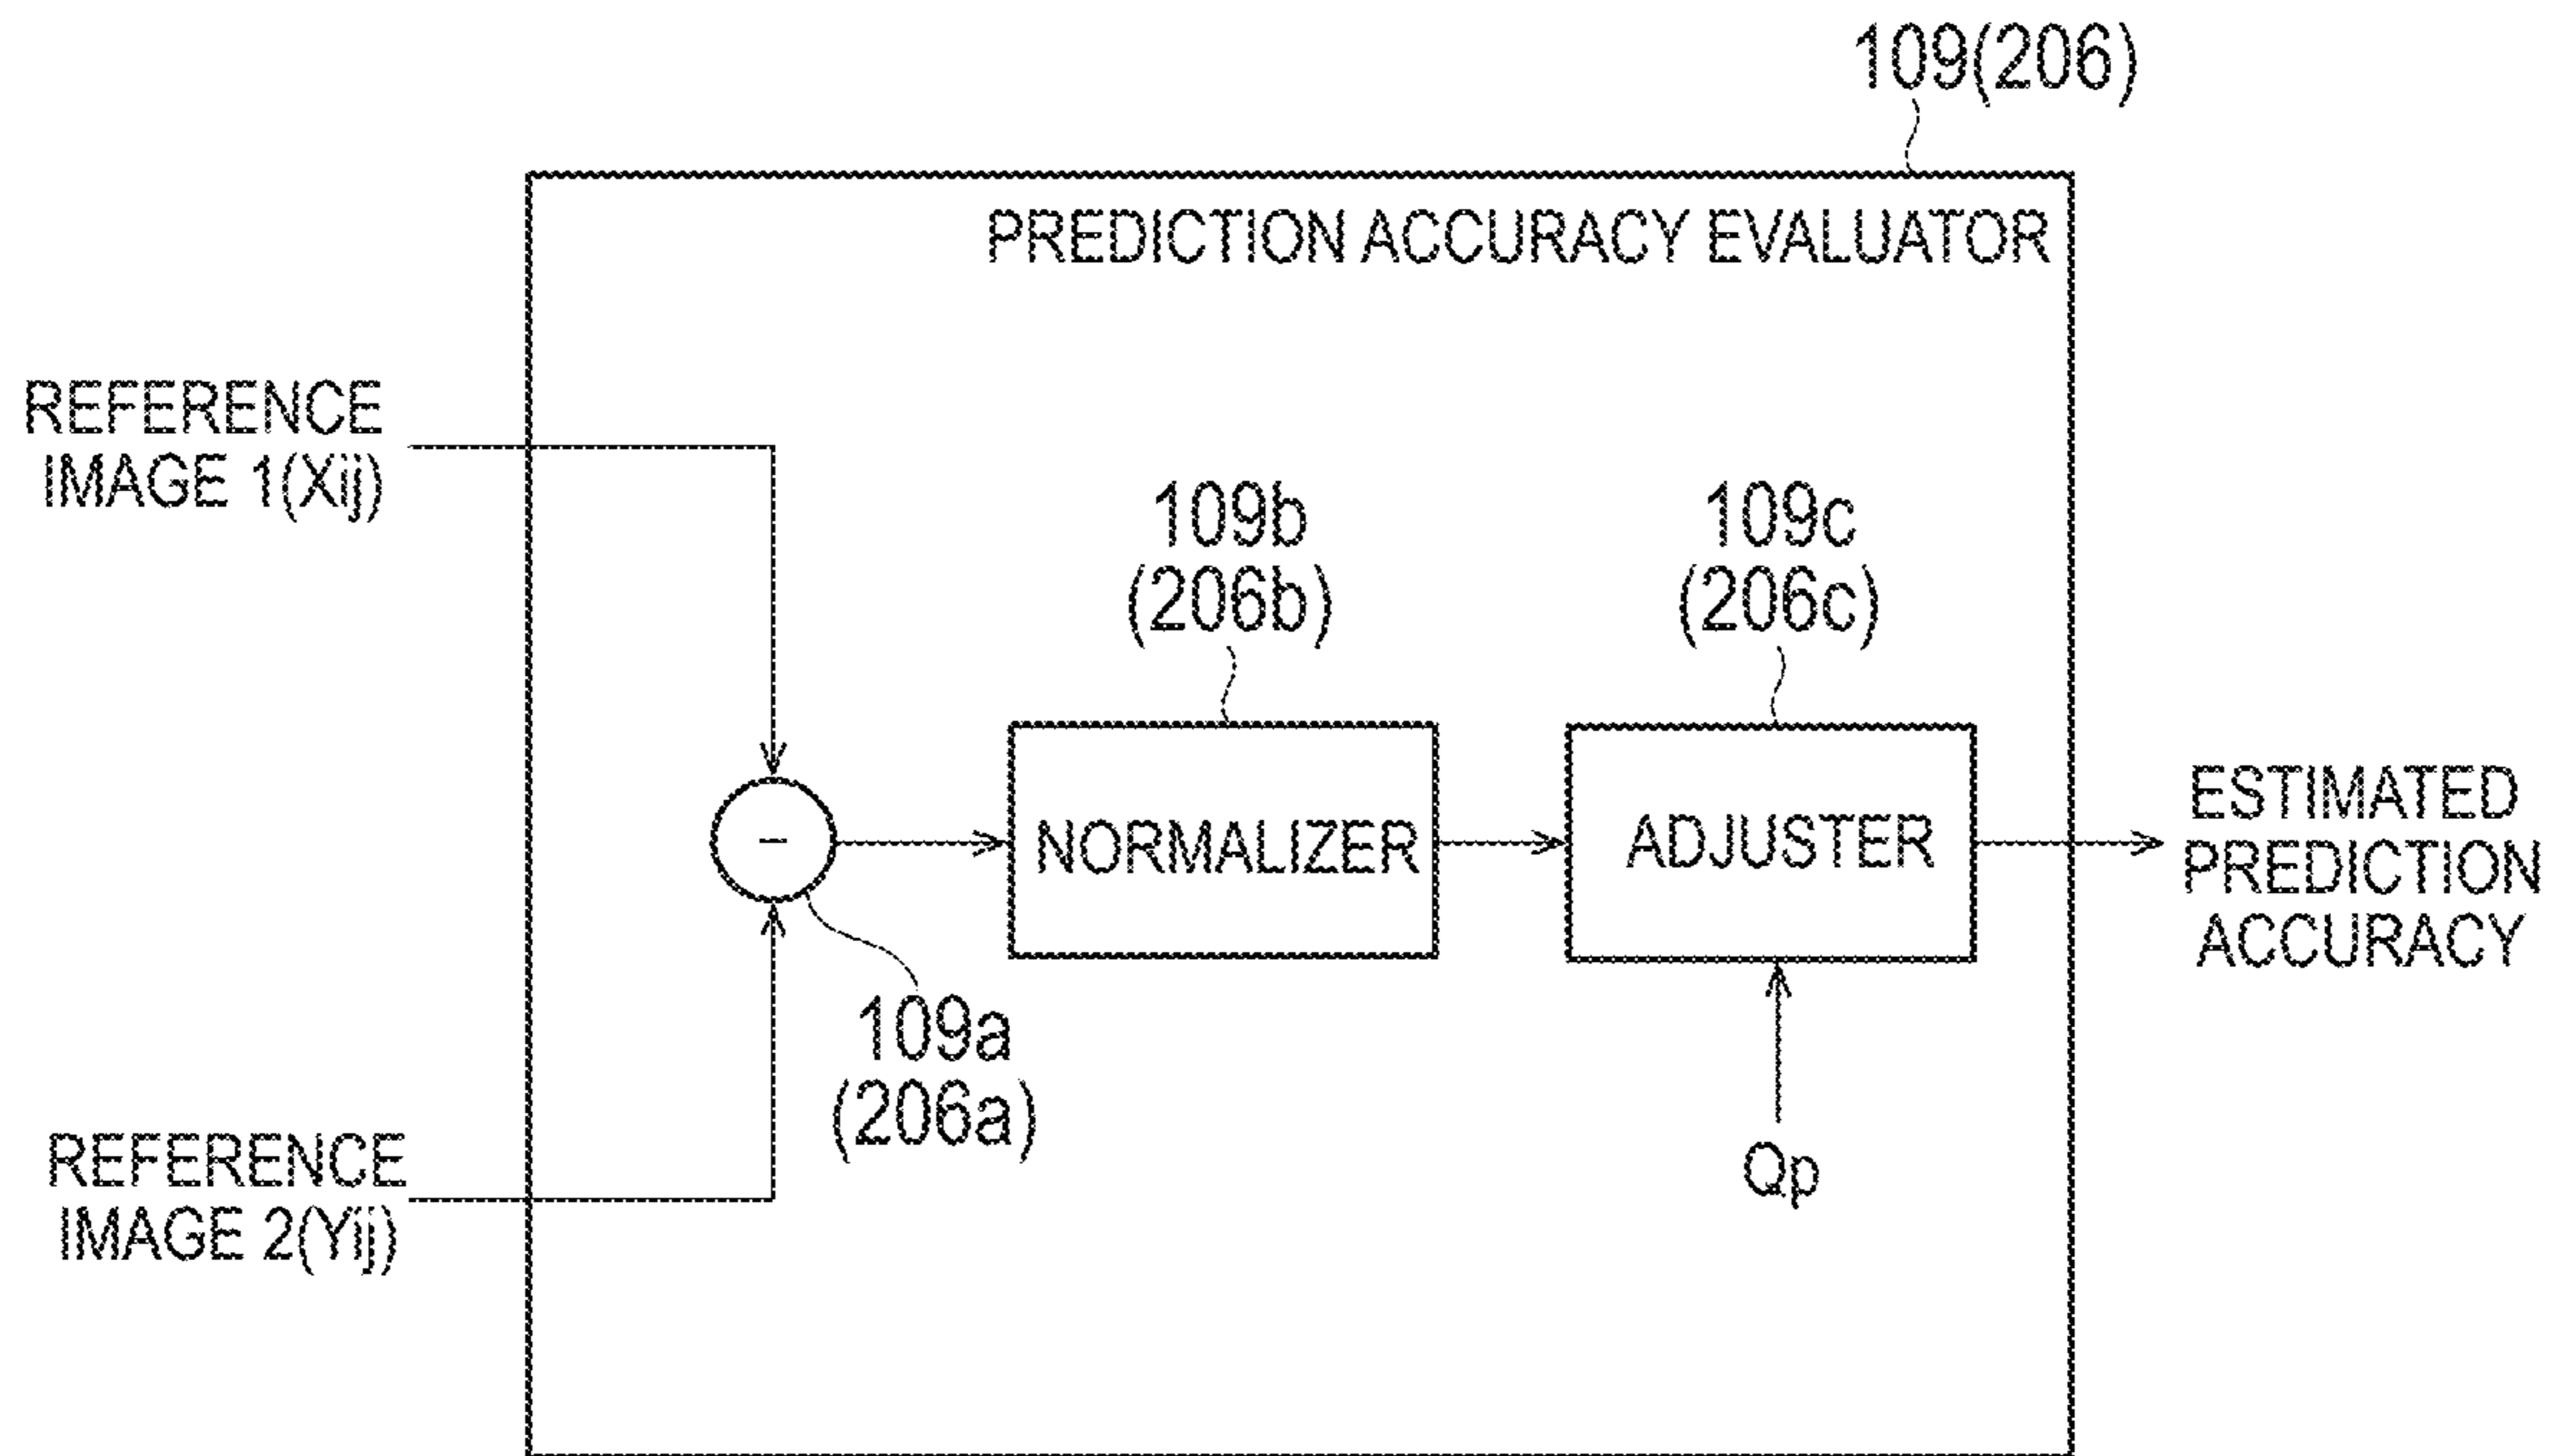 109(206)
PREDICTION ACCURACY EVALUATOR
REFERENCE
IMAGE 1(Xij)
109b
(206b)
109c
(206c)
-
NORMALIZER
ADJUSTER
ESTIMATED
PREDICTION
ACCURACY
109a
(206a)
Qp
REFERENCE
IMAGE 2(Yij)